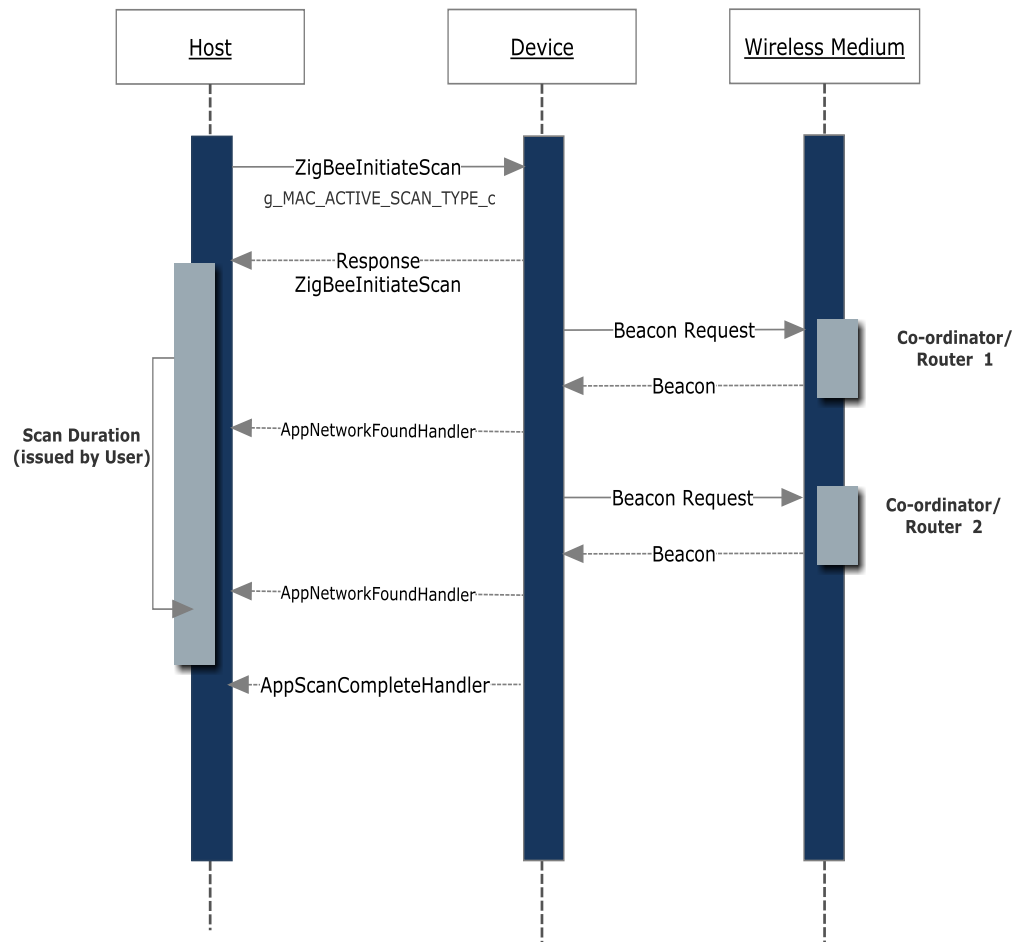 Host
Device
Wireless Medium
ZigBeeInitiateScan
g_MAC_ACTIVE_SCAN_TYPE_c
Response
ZigBeeInitiateScan
Beacon Request
Co-ordinator/
Router 1
Beacon
AppNetworkFoundHandler
Scan Duration
(issued by User)
Beacon Request
Co-ordinator/
Router 2
Beacon
AppNetworkFoundHandler
AppScanCompleteHandler